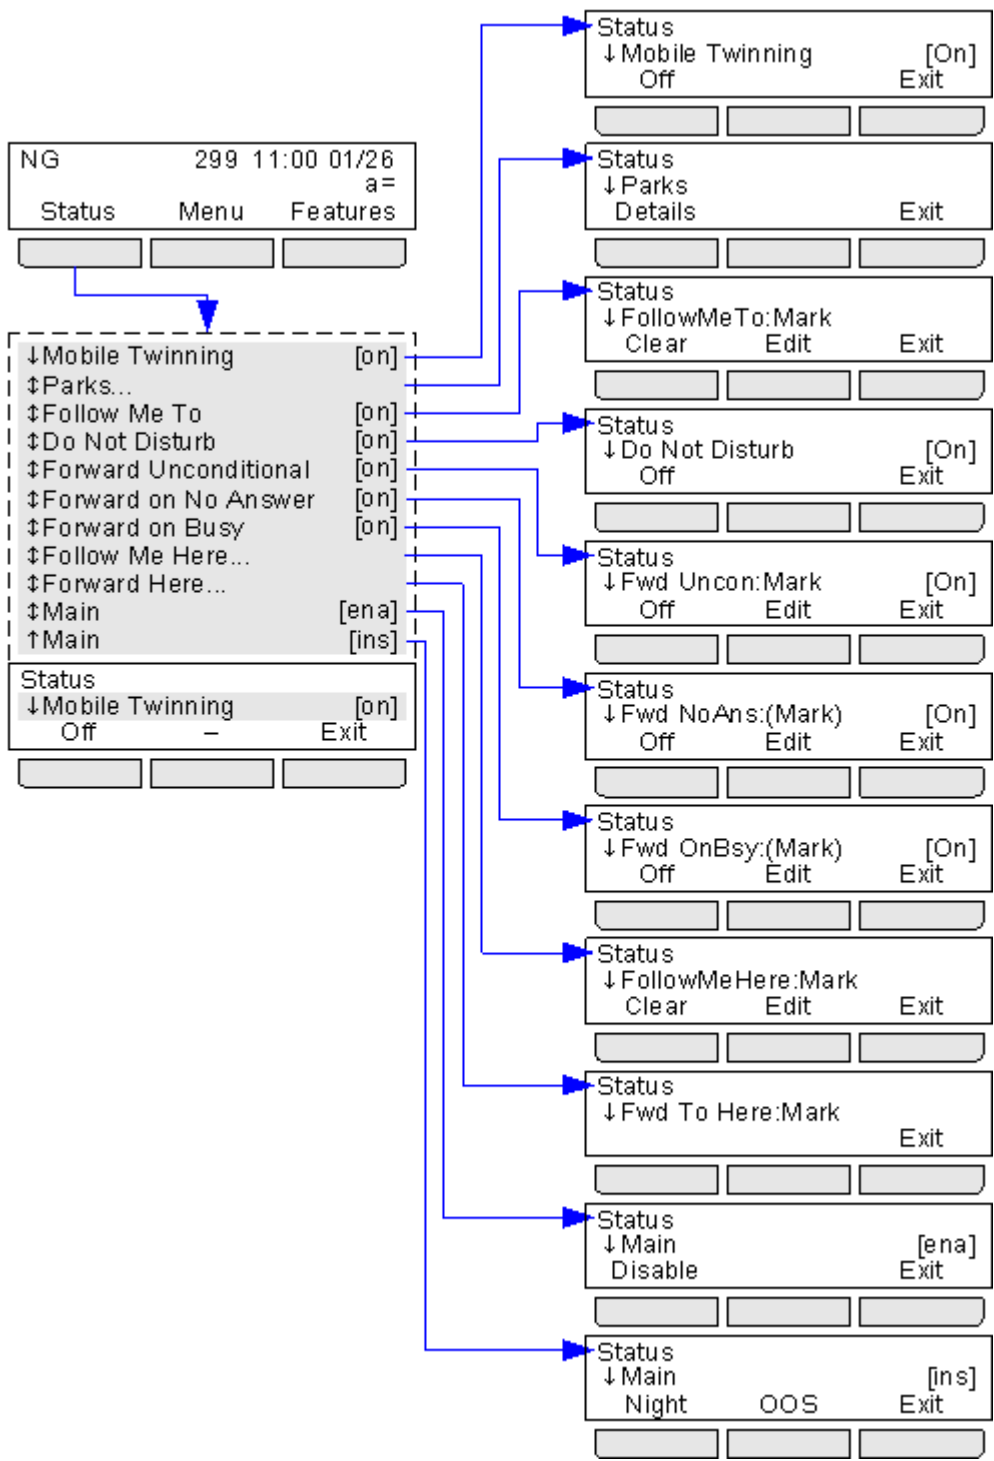 NG 299 11:00 01/26
a=
Status Menu Features
↓Mobile Twinning [on]
↕Parks...
↕Follow Me To [on]
↕Do Not Disturb [on]
↕Forward Unconditional [on]
↕Forward on No Answer [on]
↕Forward on Busy [on]
↕Follow Me Here...
↕Forward Here...
↕Main [ena]
↑Main [ins]
Status
↓Mobile Twinning [on]
Off – Exit
Status
↓Mobile Twinning [On]
Off Exit
Status
↓Parks
Details Exit
Status
↓FollowMeTo:Mark
Clear Edit Exit
Status
↓Do Not Disturb [On]
Off Exit
Status
↓Fwd Uncon:Mark [On]
Off Edit Exit
Status
↓Fwd NoAns:(Mark) [On]
Off Edit Exit
Status
↓Fwd OnBsy:(Mark) [On]
Off Edit Exit
Status
↓FollowMeHere:Mark
Clear Edit Exit
Status
↓Fwd To Here:Mark
Exit
Status
↓Main [ena]
Disable Exit
Status
↓Main [ins]
Night OOS Exit